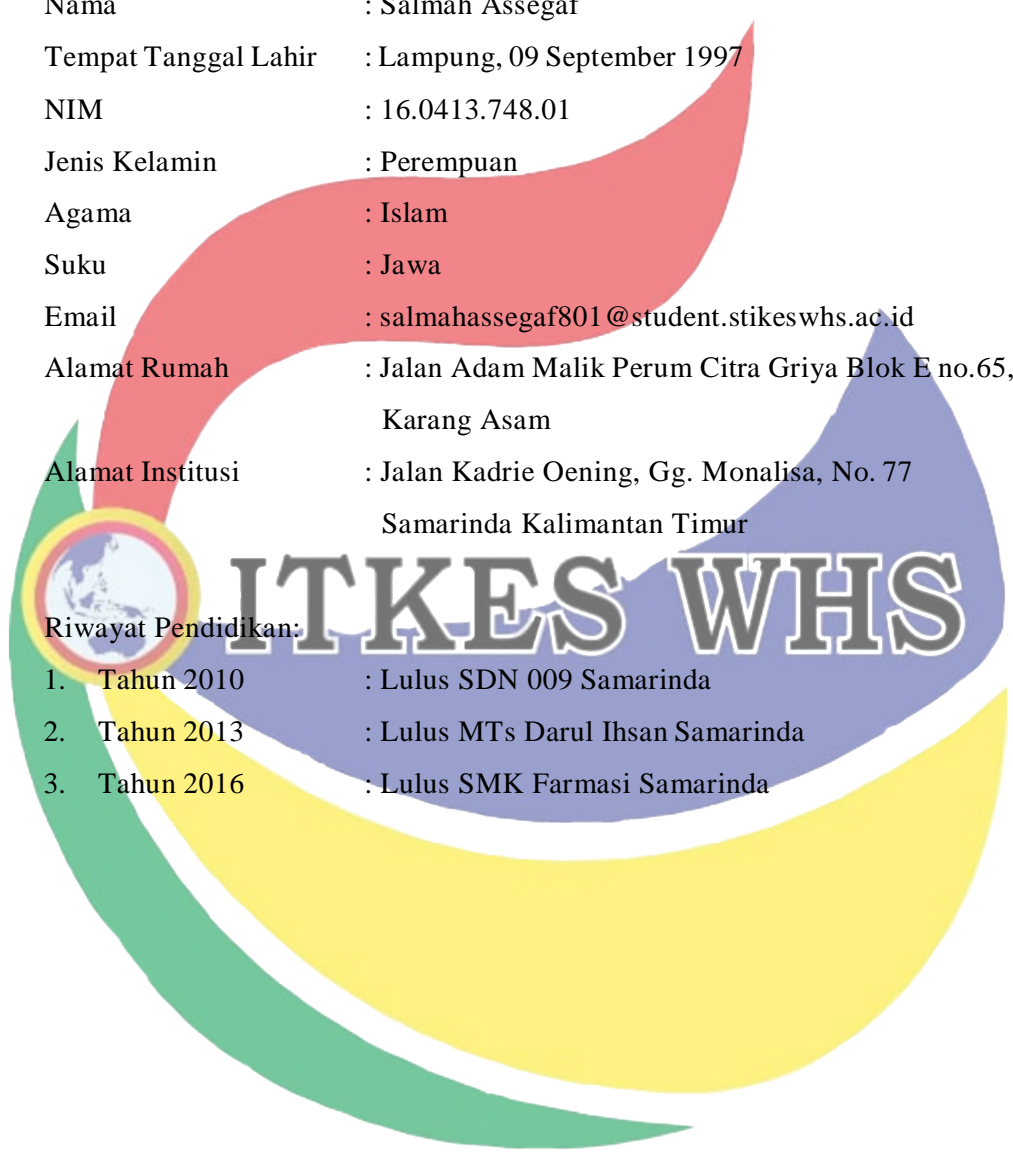 Nama : Salmah Assegaf
Tempat Tanggal Lahir : Lampung, 09 September 1997
NIM : 16.0413.748.01
Jenis Kelamin : Perempuan
Agama : Islam
Suku : Jawa
Email : salmahassegaf801@student.stikeswhs.ac.id
Alamat Rumah : Jalan Adam Malik Perum Citra Griya Blok E no.65,
Karang Asam
Alamat Institusi : Jalan Kadrie Oening, Gg. Monalisa, No. 77
Samarinda Kalimantan Timur
ITKES WHS
Riwayat Pendidikan:
1. Tahun 2010 : Lulus SDN 009 Samarinda
2. Tahun 2013 : Lulus MTs Darul Ihsan Samarinda
3. Tahun 2016 : Lulus SMK Farmasi Samarinda